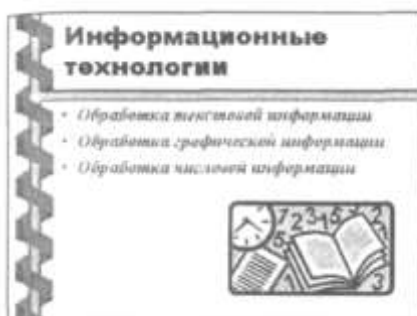 Информационные
технологии
• Обработка текстовой информации
• Обработка графической информации
• Обработка числовой информации